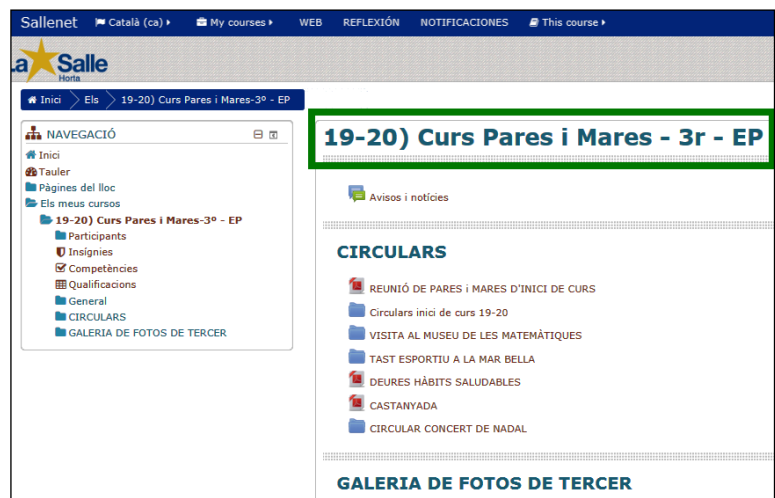 Sallenet Català (ca) My courses WEB REFLEXIÓN NOTIFICACIONES This course
La Salle
Horta
Inici Els 19-20) Curs Pares i Mares-3º - EP
NAVEGACIÓ
Inici
Tauler
Pàgines del lloc
Els meus cursos
19-20) Curs Pares i Mares-3º - EP
Participants
Insígnies
Competències
Qualificacions
General
CIRCULARS
GALERIA DE FOTOS DE TERCER
19-20) Curs Pares i Mares - 3r - EP
Avisos i notícies
CIRCULARS
REUNIÓ DE PARES i MARES D'INICI DE CURS
Circulars inici de curs 19-20
VISITA AL MUSEU DE LES MATEMÀTIQUES
TAST ESPORTIU A LA MAR BELLA
DEURES HÀBITS SALUDABLES
CASTANYADA
CIRCULAR CONCERT DE NADAL
GALERIA DE FOTOS DE TERCER